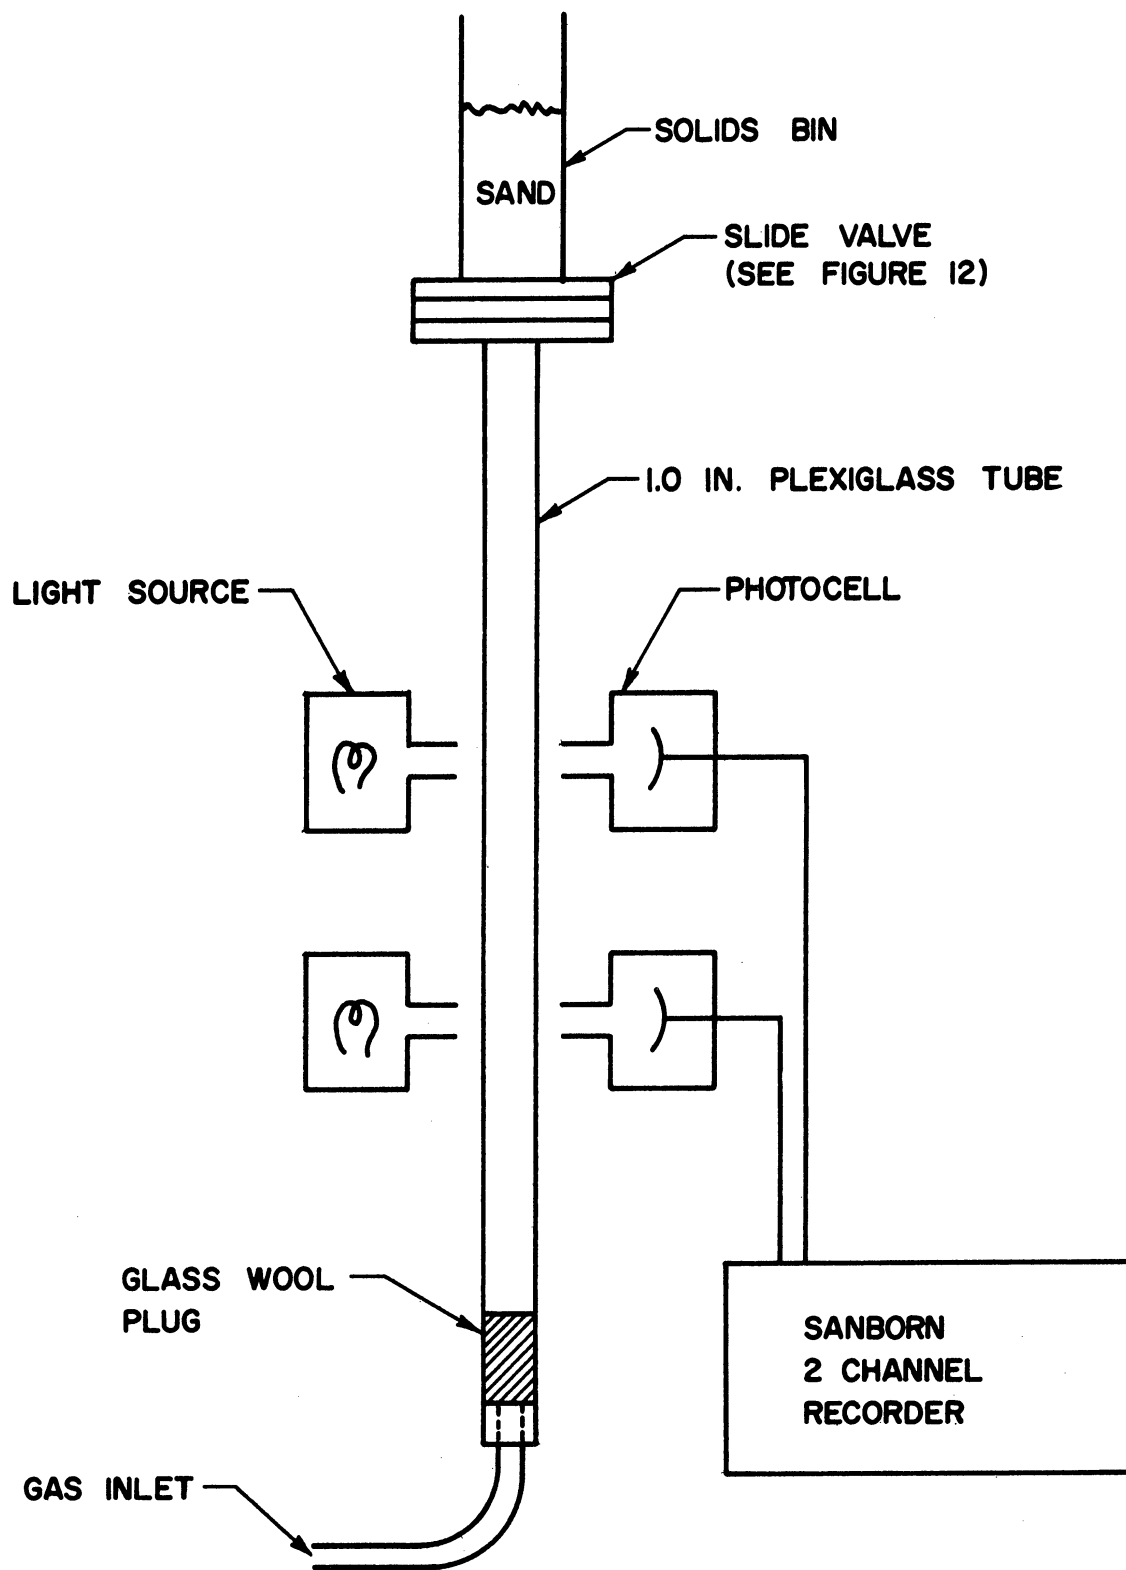 SOLIDS BIN
SAND
SLIDE VALVE
(SEE FIGURE 12)
1.0 IN. PLEXIGLASS TUBE
LIGHT SOURCE
PHOTOCELL
GLASS WOOL
PLUG
SANBORN
2 CHANNEL
RECORDER
GAS INLET